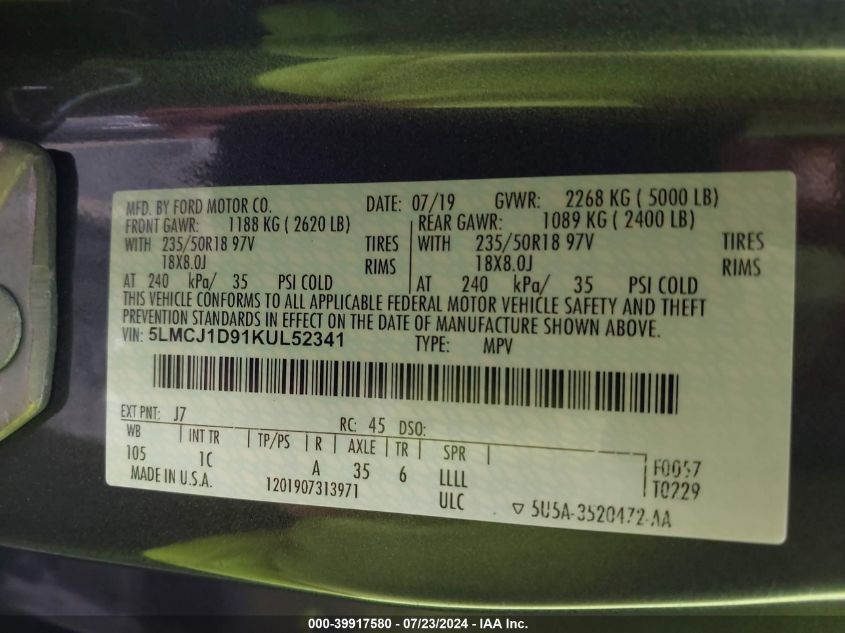 MFD. BY FORD MOTOR CO. DATE: 07/19 GVWR: 2268 KG ( 5000 LB)
FRONT GAWR: 1188 KG ( 2620 LB) REAR GAWR: 1089 KG ( 2400 LB)
WITH 235/50R18 97V TIRES WITH 235/50R18 97V TIRES
18X8.0J RIMS 18X8.0J RIMS
AT 240 kPa/ 35 PSI COLD AT 240 kPa/ 35 PSI COLD
THIS VEHICLE CONFORMS TO ALL APPLICABLE FEDERAL MOTOR VEHICLE SAFETY AND THEFT
PREVENTION STANDARDS IN EFFECT ON THE DATE OF MANUFACTURE SHOWN ABOVE.
VIN: 5LMCJ1D91KUL52341 TYPE: MPV
EXT PNT: J7 RC: 45 DSO:
WB INT TR TP/PS R AXLE TR SPR
105 1C A 35 6 LLLL F0057
MADE IN U.S.A. 1201907313971 ULC T0229
5U5A-3520472-AA
000-39917580 - 07/23/2024 - IAA Inc.